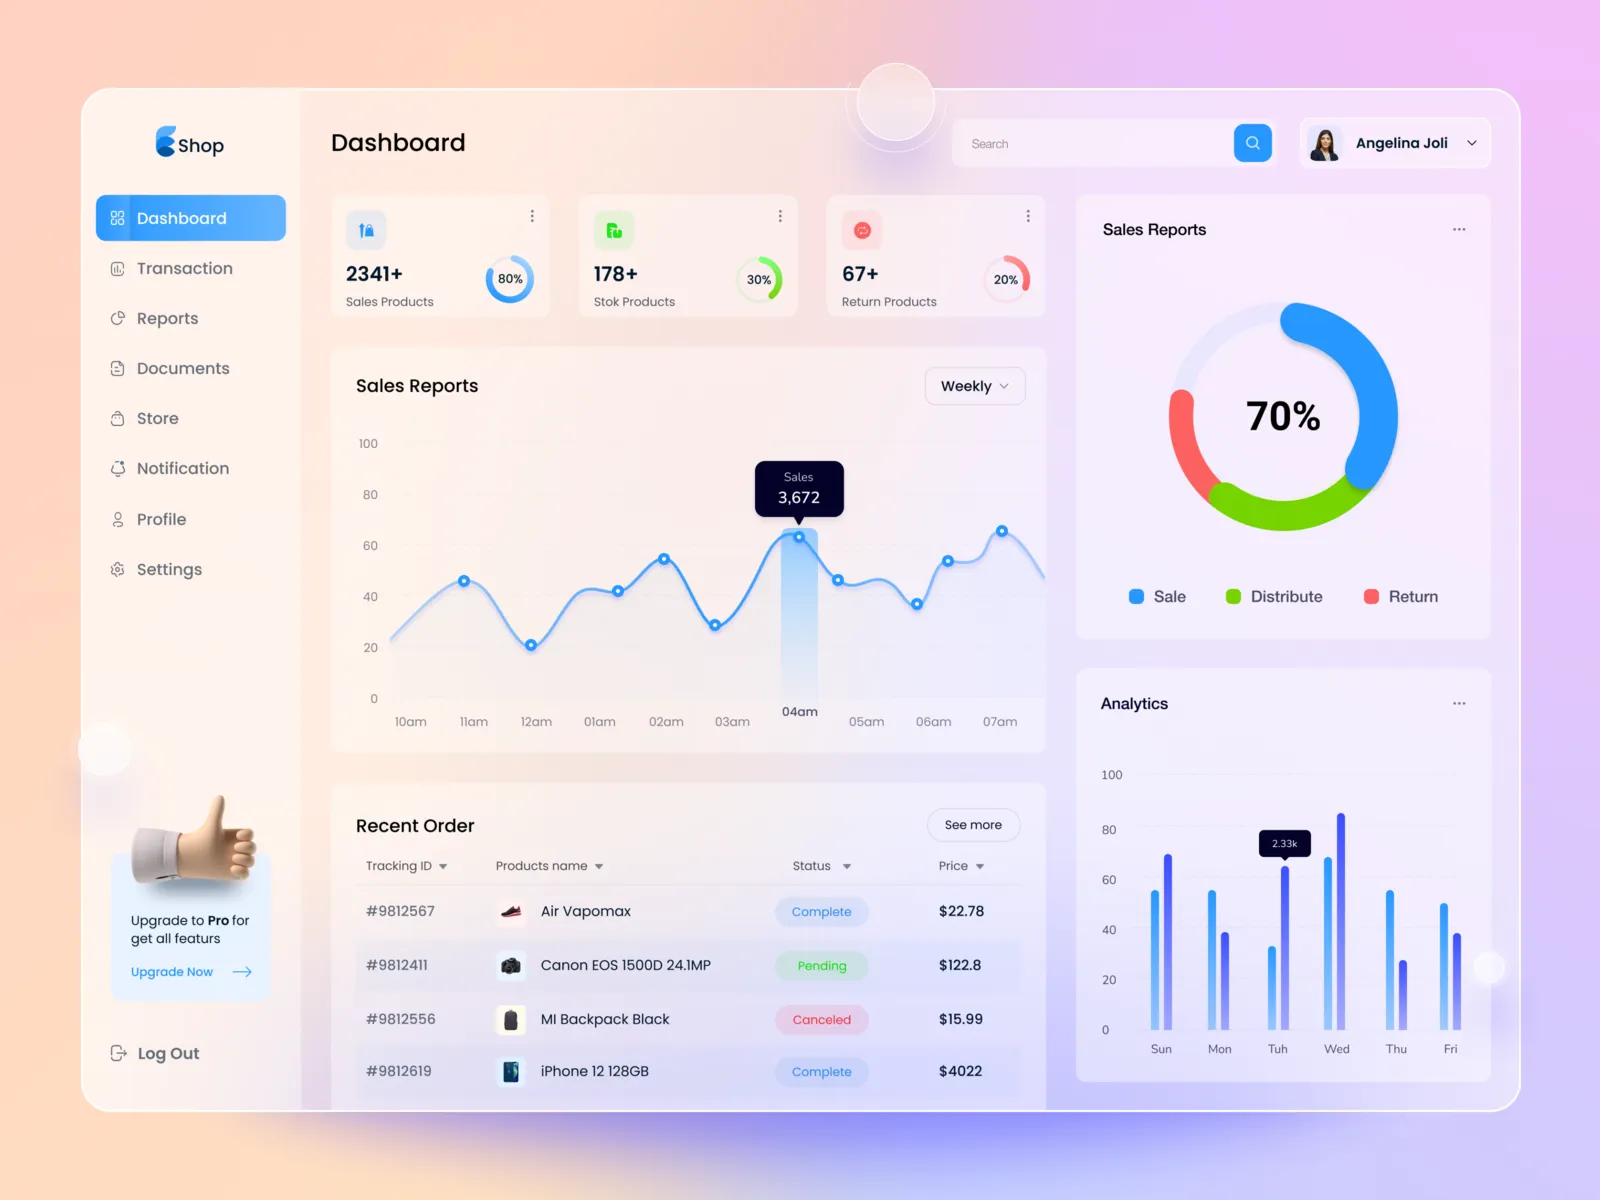 Shop
Dashboard
Transaction
Reports
Documents
Store
Notification
Profile
Settings
Upgrade to Pro for
get all featurs
Upgrade Now
Log Out
Dashboard
Search
Angelina Joli
2341+
Sales Products
80%
178+
Stok Products
30%
67+
Return Products
20%
Sales Reports
Weekly
100
80
60
40
20
0
Sales
3,672
10am 11am 12am 01am 02am 03am 04am 05am 06am 07am
Recent Order
See more
Tracking ID Products name Status Price
#9812567 Air Vapomax Complete $22.78
#9812411 Canon EOS 1500D 24.1MP Pending $122.8
#9812556 MI Backpack Black Canceled $15.99
#9812619 iPhone 12 128GB Complete $4022
Sales Reports
70%
Sale Distribute Return
Analytics
100
80
60
40
20
0
2.33k
Sun Mon Tuh Wed Thu Fri